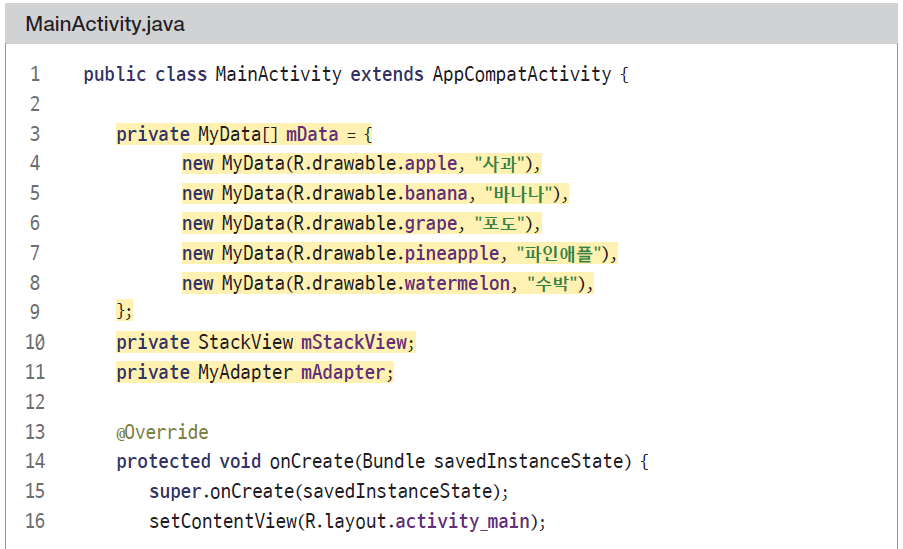 MainActivity.java
1 public class MainActivity extends AppCompatActivity {
2
3 private MyData[] mData = {
4 new MyData(R.drawable.apple, "사과"),
5 new MyData(R.drawable.banana, "바나나"),
6 new MyData(R.drawable.grape, "포도"),
7 new MyData(R.drawable.pineapple, "파인애플"),
8 new MyData(R.drawable.watermelon, "수박"),
9 };
10 private StackView mStackView;
11 private MyAdapter mAdapter;
12
13 @Override
14 protected void onCreate(Bundle savedInstanceState) {
15 super.onCreate(savedInstanceState);
16 setContentView(R.layout.activity_main);